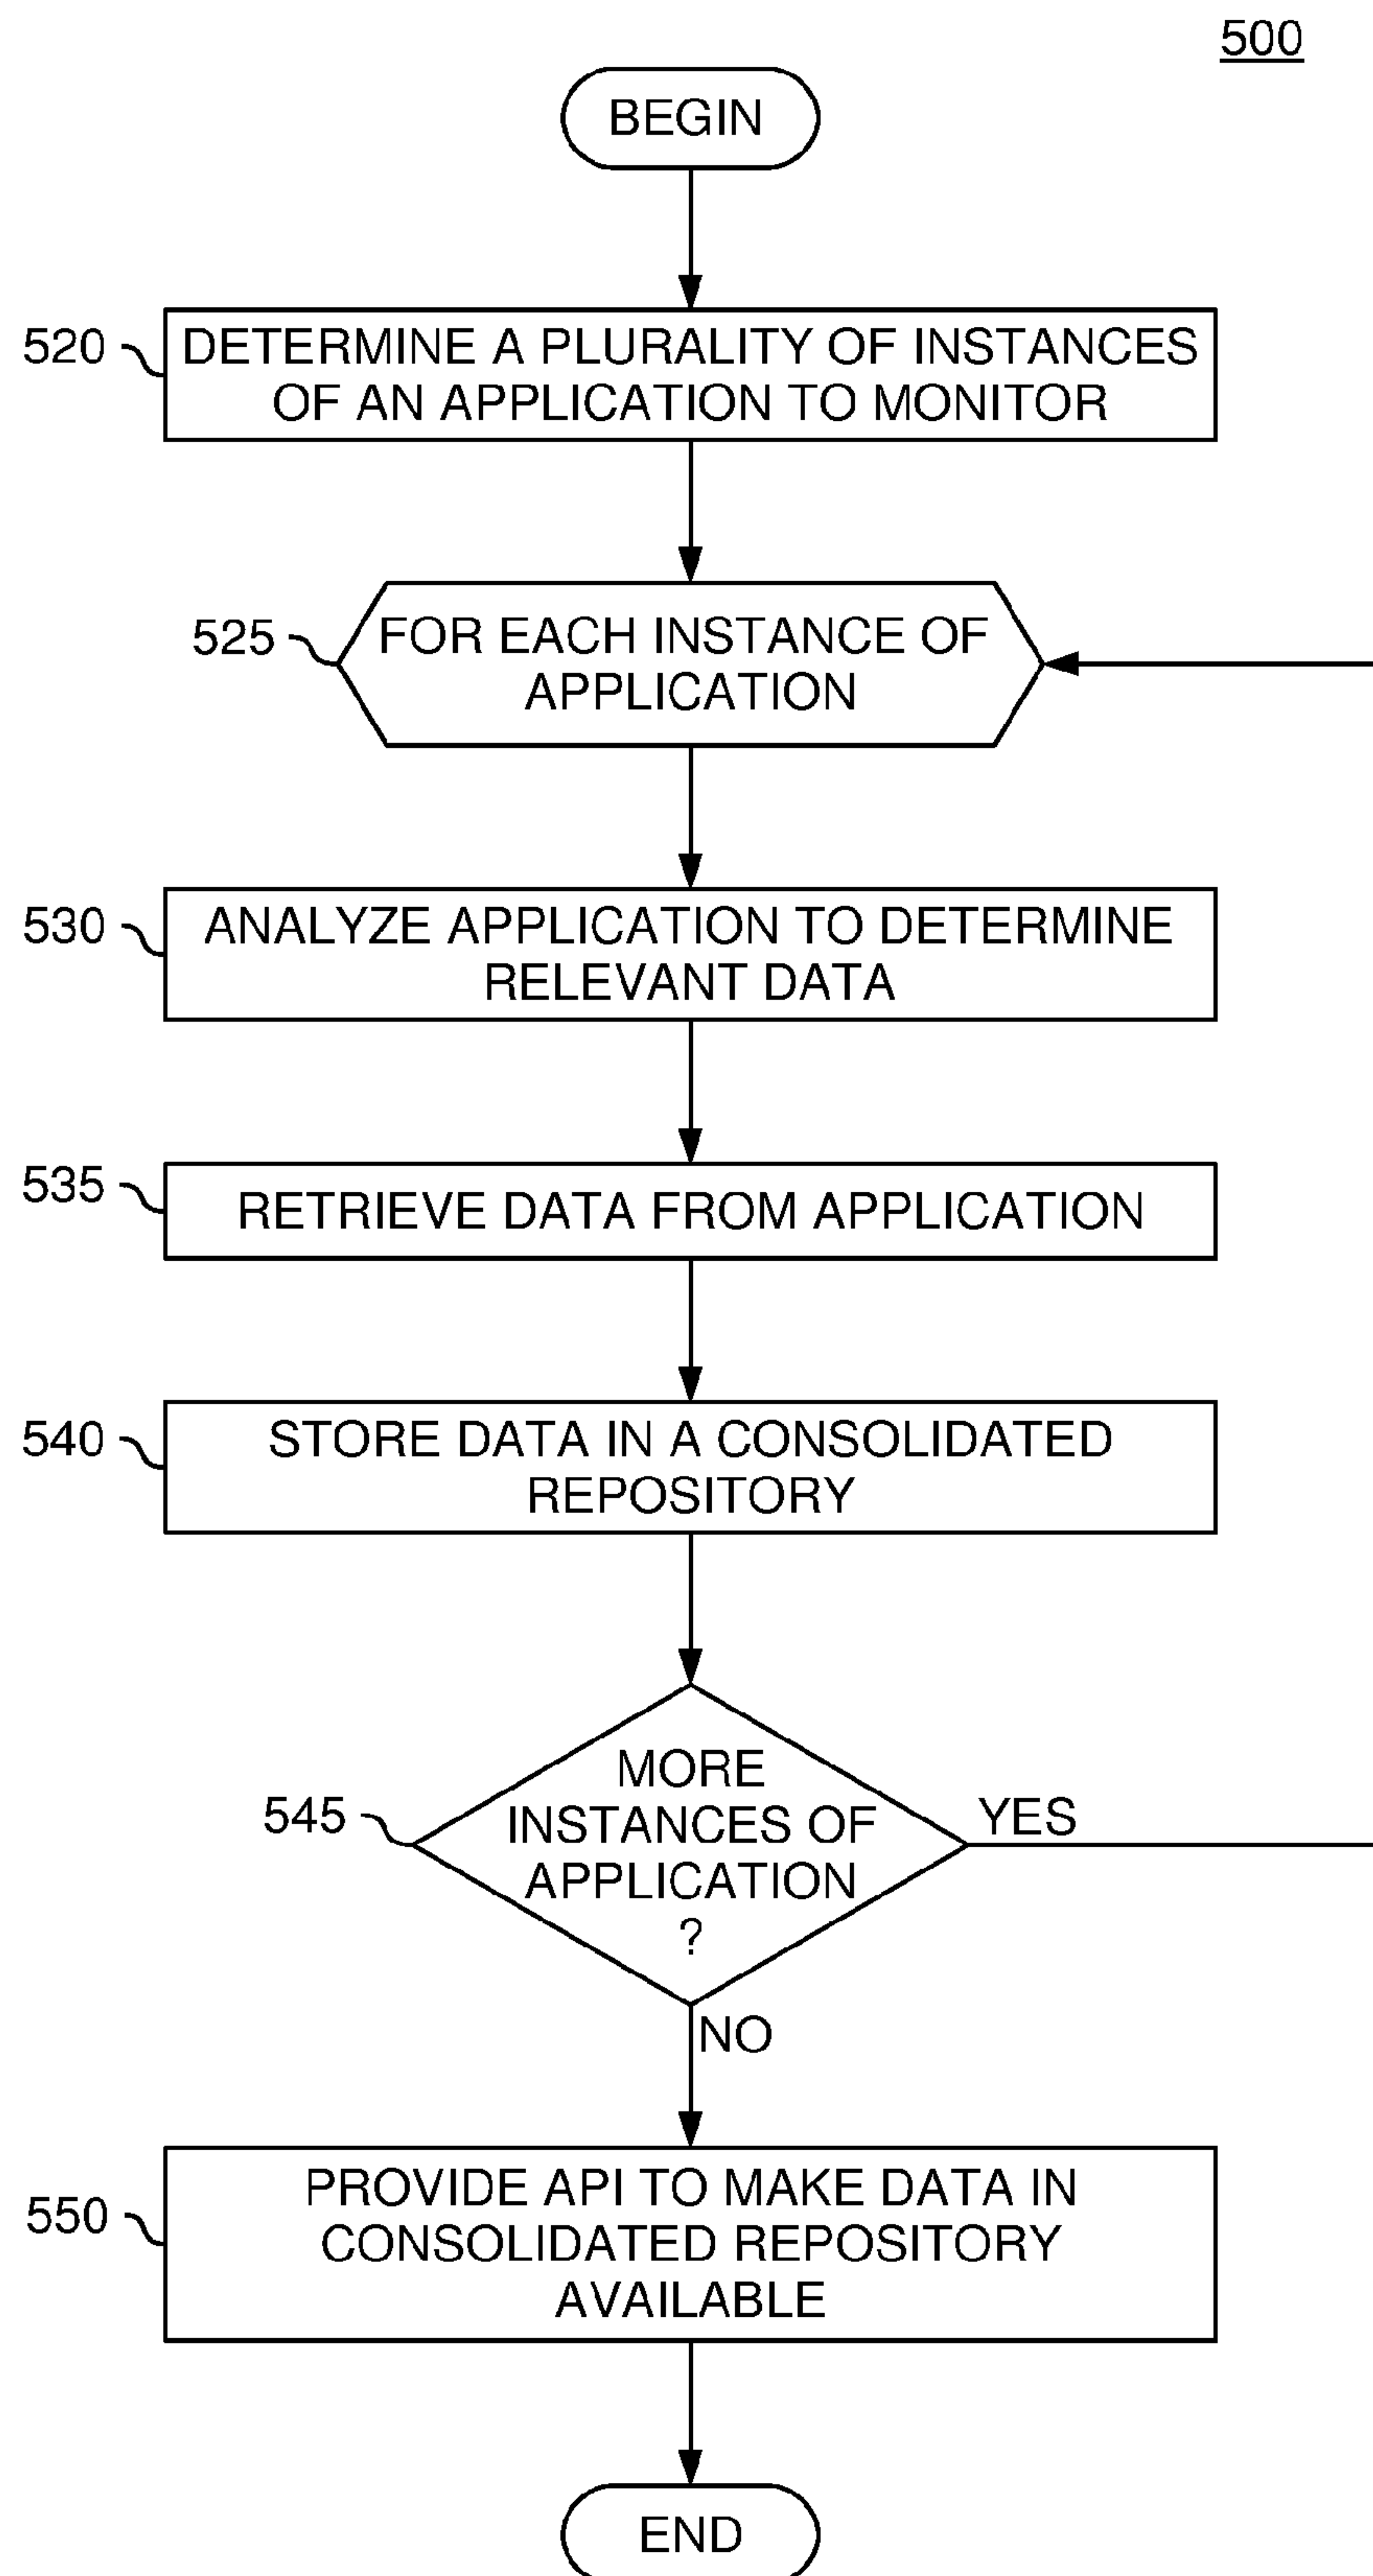 500
BEGIN
520
DETERMINE A PLURALITY OF INSTANCES
OF AN APPLICATION TO MONITOR
525
FOR EACH INSTANCE OF
APPLICATION
530
ANALYZE APPLICATION TO DETERMINE
RELEVANT DATA
535
RETRIEVE DATA FROM APPLICATION
540
STORE DATA IN A CONSOLIDATED
REPOSITORY
545
MORE
INSTANCES OF
APPLICATION
?
YES
NO
550
PROVIDE API TO MAKE DATA IN
CONSOLIDATED REPOSITORY
AVAILABLE
END